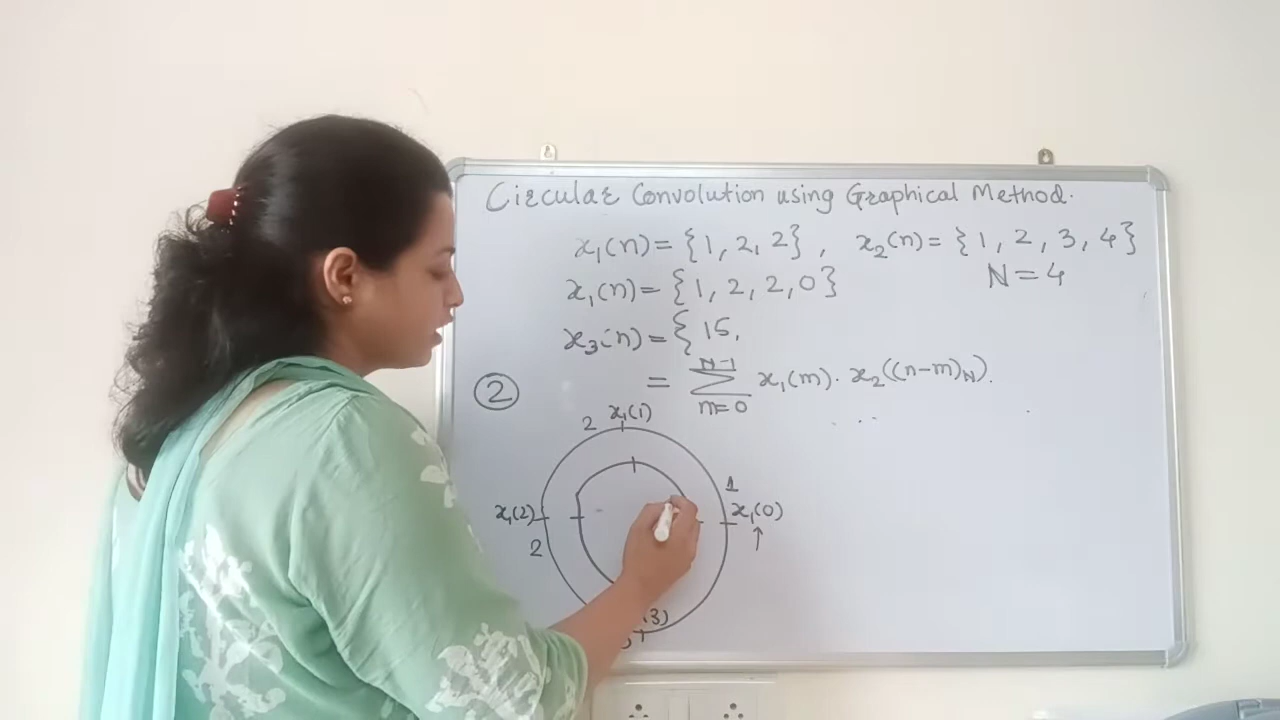 Circular Convolution using Graphical Method.
x₁(n) = {1, 2, 2}, x₂(n) = {1, 2, 3, 4}
x₁(n) = {1, 2, 2, 0} N = 4
x₃(n) = { 15,
② = N-1 ∑ m=0 x₁(m) . x₂((n-m)_N).
2 x₁(1)
1
x₁(2) x₁(0)
2 ↑
(3)